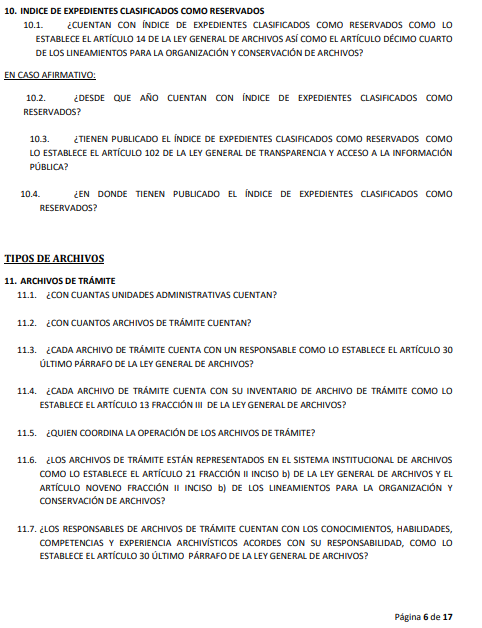 10. INDICE DE EXPEDIENTES CLASIFICADOS COMO RESERVADOS
10.1. ¿CUENTAN CON ÍNDICE DE EXPEDIENTES CLASIFICADOS COMO RESERVADOS COMO LO
ESTABLECE EL ARTÍCULO 14 DE LA LEY GENERAL DE ARCHIVOS ASÍ COMO EL ARTÍCULO DÉCIMO CUARTO
DE LOS LINEAMIENTOS PARA LA ORGANIZACIÓN Y CONSERVACIÓN DE ARCHIVOS?
EN CASO AFIRMATIVO:
10.2. ¿DESDE QUE AÑO CUENTAN CON ÍNDICE DE EXPEDIENTES CLASIFICADOS COMO
RESERVADOS?
10.3. ¿TIENEN PUBLICADO EL ÍNDICE DE EXPEDIENTES CLASIFICADOS COMO RESERVADOS COMO
LO ESTABLECE EL ARTÍCULO 102 DE LA LEY GENERAL DE TRANSPARENCIA Y ACCESO A LA INFORMACIÓN
PÚBLICA?
10.4. ¿EN DONDE TIENEN PUBLICADO EL ÍNDICE DE EXPEDIENTES CLASIFICADOS COMO
RESERVADOS?
TIPOS DE ARCHIVOS
11. ARCHIVOS DE TRÁMITE
11.1. ¿CON CUANTAS UNIDADES ADMINISTRATIVAS CUENTAN?
11.2. ¿CON CUANTOS ARCHIVOS DE TRÁMITE CUENTAN?
11.3. ¿CADA ARCHIVO DE TRÁMITE CUENTA CON UN RESPONSABLE COMO LO ESTABLECE EL ARTÍCULO 30
ÚLTIMO PÁRRAFO DE LA LEY GENERAL DE ARCHIVOS?
11.4. ¿CADA ARCHIVO DE TRÁMITE CUENTA CON SU INVENTARIO DE ARCHIVO DE TRÁMITE COMO LO
ESTABLECE EL ARTÍCULO 13 FRACCIÓN III DE LA LEY GENERAL DE ARCHIVOS?
11.5. ¿QUIEN COORDINA LA OPERACIÓN DE LOS ARCHIVOS DE TRÁMITE?
11.6. ¿LOS ARCHIVOS DE TRÁMITE ESTÁN REPRESENTADOS EN EL SISTEMA INSTITUCIONAL DE ARCHIVOS
COMO LO ESTABLECE EL ARTÍCULO 21 FRACCIÓN II INCISO b) DE LA LEY GENERAL DE ARCHIVOS Y EL
ARTÍCULO NOVENO FRACCIÓN II INCISO b) DE LOS LINEAMIENTOS PARA LA ORGANIZACIÓN Y
CONSERVACIÓN DE ARCHIVOS?
11.7. ¿LOS RESPONSABLES DE ARCHIVOS DE TRÁMITE CUENTAN CON LOS CONOCIMIENTOS, HABILIDADES,
COMPETENCIAS Y EXPERIENCIA ARCHIVÍSTICOS ACORDES CON SU RESPONSABILIDAD, COMO LO
ESTABLECE EL ARTÍCULO 30 ÚLTIMO PÁRRAFO DE LA LEY GENERAL DE ARCHIVOS?
Página 6 de 17